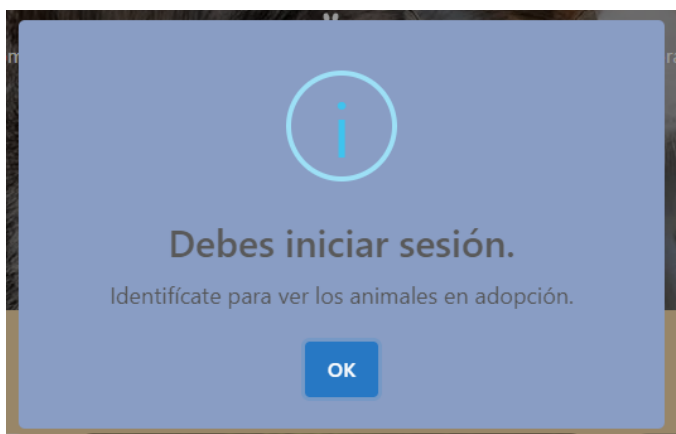 Debes iniciar sesión.
Identifícate para ver los animales en adopción.
OK